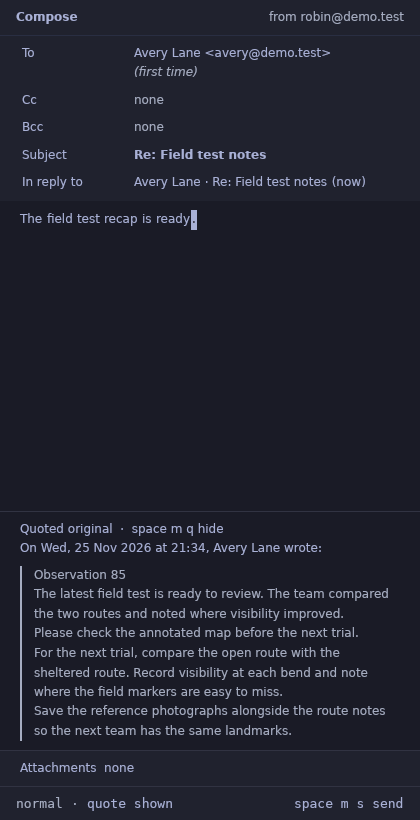 Compose from robin@demo.test
To Avery Lane <avery@demo.test>
(first time)
Cc none
Bcc none
Subject Re: Field test notes
In reply to Avery Lane · Re: Field test notes (now)
The field test recap is ready.
Quoted original · space m q hide
On Wed, 25 Nov 2026 at 21:34, Avery Lane wrote:
Observation 85
The latest field test is ready to review. The team compared
the two routes and noted where visibility improved.
Please check the annotated map before the next trial.
For the next trial, compare the open route with the
sheltered route. Record visibility at each bend and note
where the field markers are easy to miss.
Save the reference photographs alongside the route notes
so the next team has the same landmarks.
Attachments none
normal · quote shown space m s send